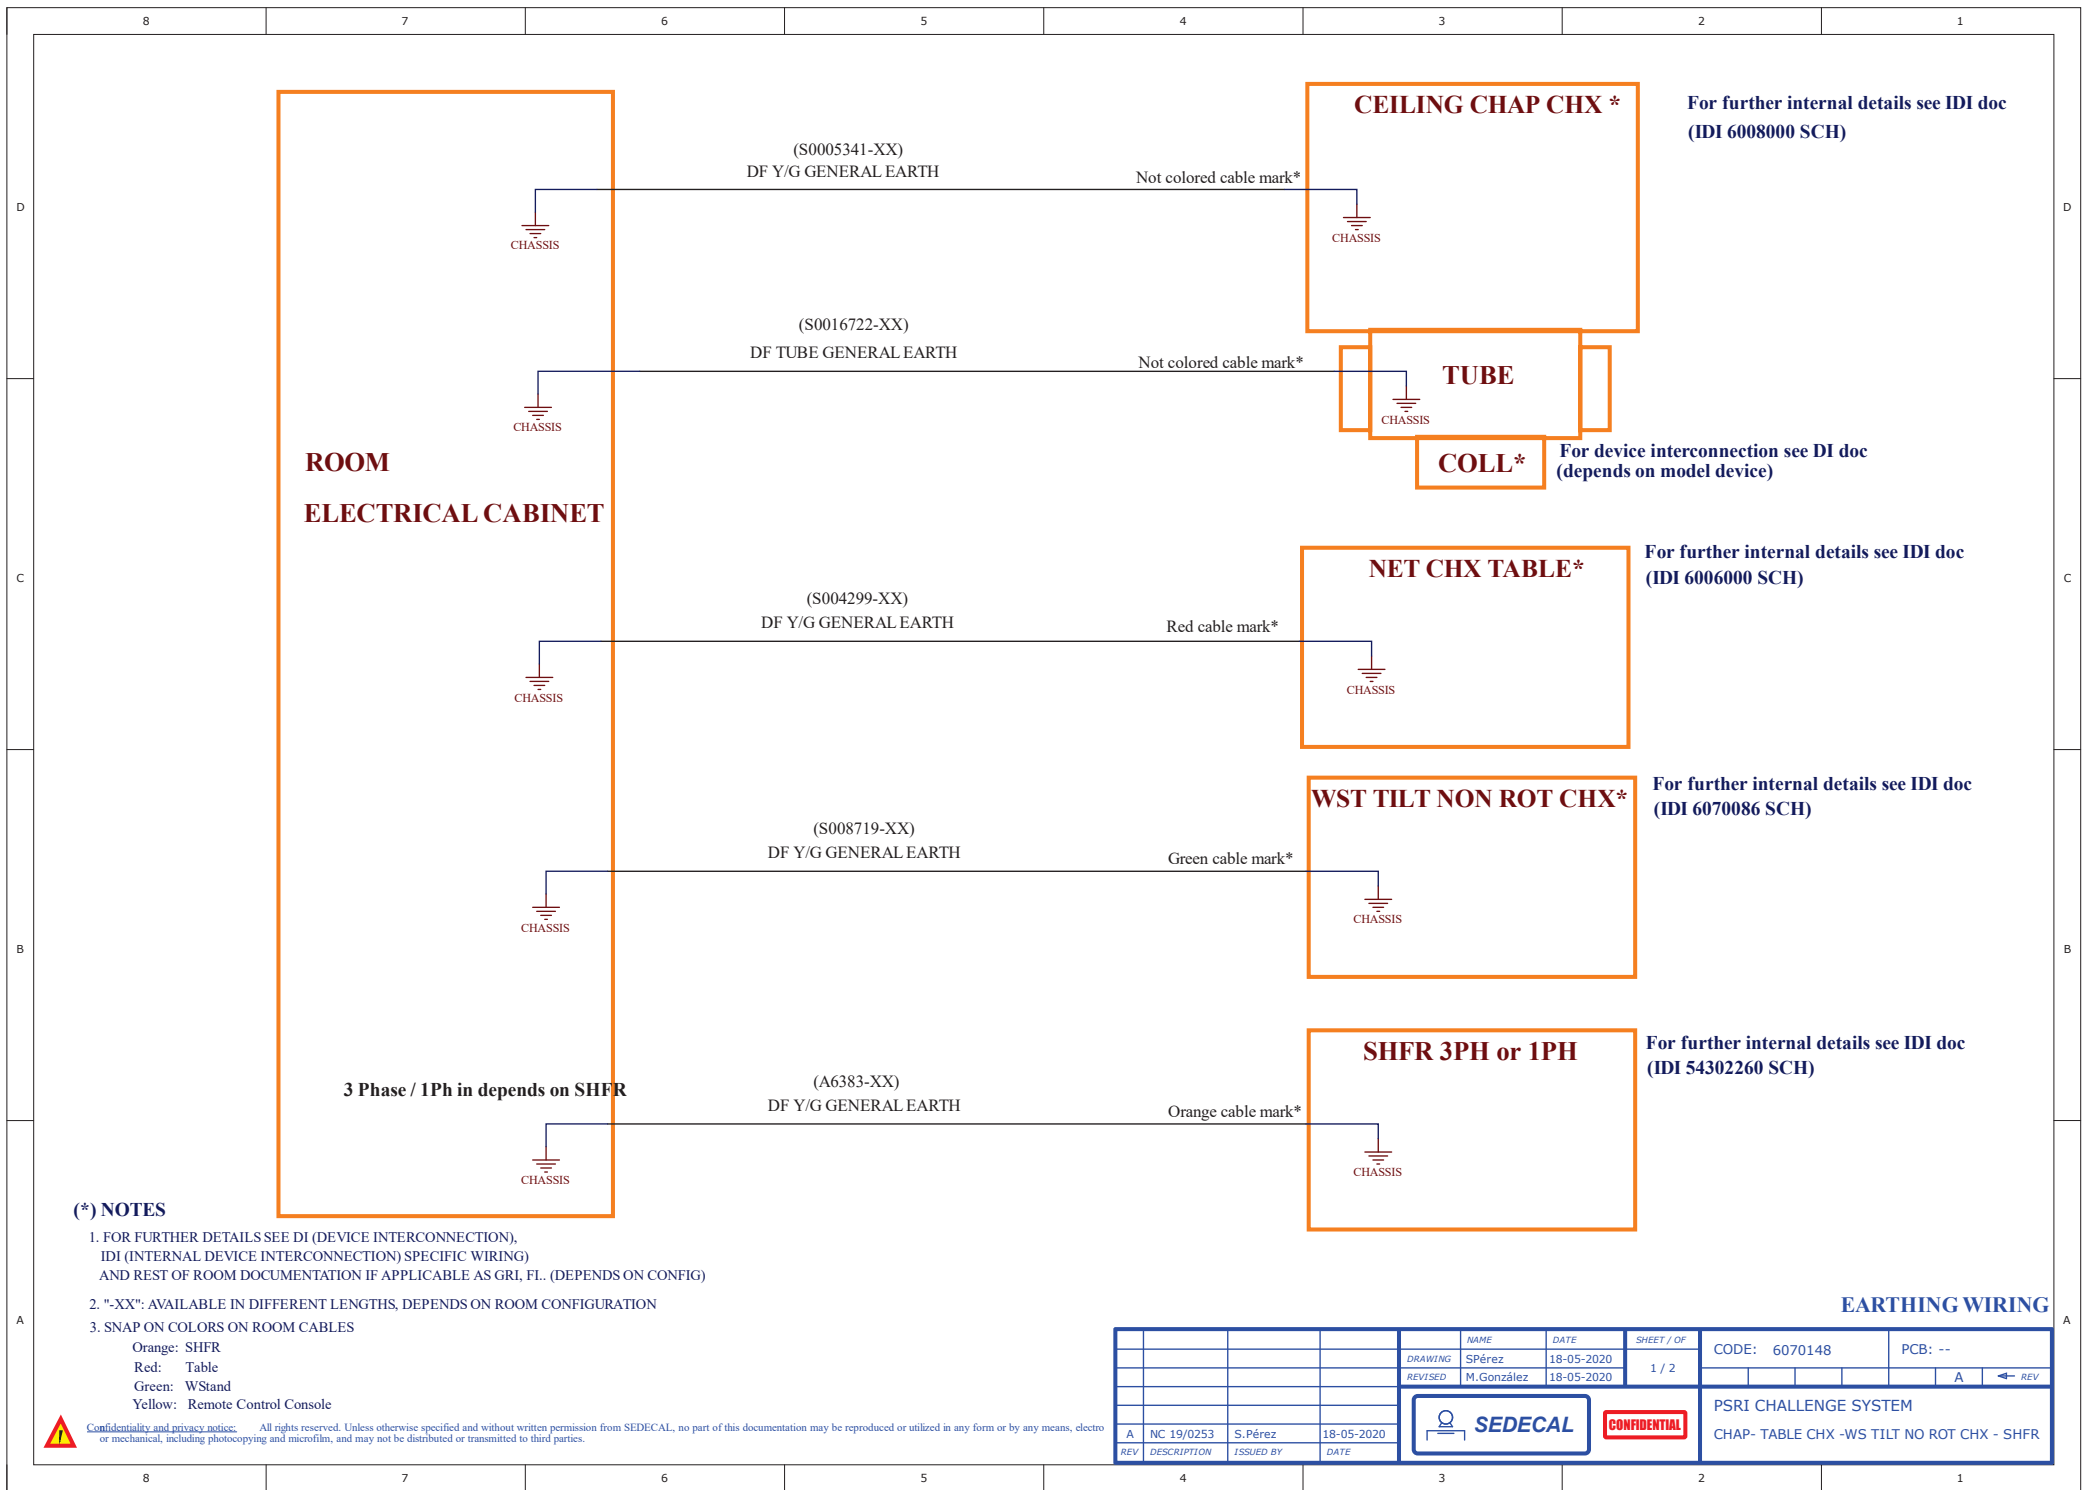 8 7 6 5 4 3 2 1
D
C
B
A
D
C
B
A
CEILING CHAP CHX *
For further internal details see IDI doc
(IDI 6008000 SCH)
(S0005341-XX)
DF Y/G GENERAL EARTH
Not colored cable mark*
CHASSIS
CHASSIS
(S0016722-XX)
DF TUBE GENERAL EARTH
Not colored cable mark*
TUBE
CHASSIS
CHASSIS
ROOM
ELECTRICAL CABINET
COLL*
For device interconnection see DI doc
(depends on model device)
NET CHX TABLE*
For further internal details see IDI doc
(IDI 6006000 SCH)
(S004299-XX)
DF Y/G GENERAL EARTH
Red cable mark*
CHASSIS
CHASSIS
WST TILT NON ROT CHX*
For further internal details see IDI doc
(IDI 6070086 SCH)
(S008719-XX)
DF Y/G GENERAL EARTH
Green cable mark*
CHASSIS
CHASSIS
SHFR 3PH or 1PH
For further internal details see IDI doc
(IDI 54302260 SCH)
3 Phase / 1Ph in depends on SHFR
(A6383-XX)
DF Y/G GENERAL EARTH
Orange cable mark*
CHASSIS
CHASSIS
(*) NOTES
1. FOR FURTHER DETAILS SEE DI (DEVICE INTERCONNECTION),
IDI (INTERNAL DEVICE INTERCONNECTION) SPECIFIC WIRING)
AND REST OF ROOM DOCUMENTATION IF APPLICABLE AS GRI, FI.. (DEPENDS ON CONFIG)
2. "-XX": AVAILABLE IN DIFFERENT LENGTHS, DEPENDS ON ROOM CONFIGURATION
3. SNAP ON COLORS ON ROOM CABLES
Orange: SHFR
Red: Table
Green: WStand
Yellow: Remote Control Console
Confidentiality and privacy notice: All rights reserved. Unless otherwise specified and without written permission from SEDECAL, no part of this documentation may be reproduced or utilized in any form or by any means, electro
or mechanical, including photocopying and microfilm, and may not be distributed or transmitted to third parties.
EARTHING WIRING
NAME DATE SHEET / OF
DRAWING SPérez 18-05-2020 1 / 2
REVISED M.González 18-05-2020
CODE: 6070148 PCB: --
A REV
A NC 19/0253 S.Pérez 18-05-2020
REV DESCRIPTION ISSUED BY DATE
SEDECAL
CONFIDENTIAL
PSRI CHALLENGE SYSTEM
CHAP- TABLE CHX -WS TILT NO ROT CHX - SHFR
8 7 6 5 4 3 2 1